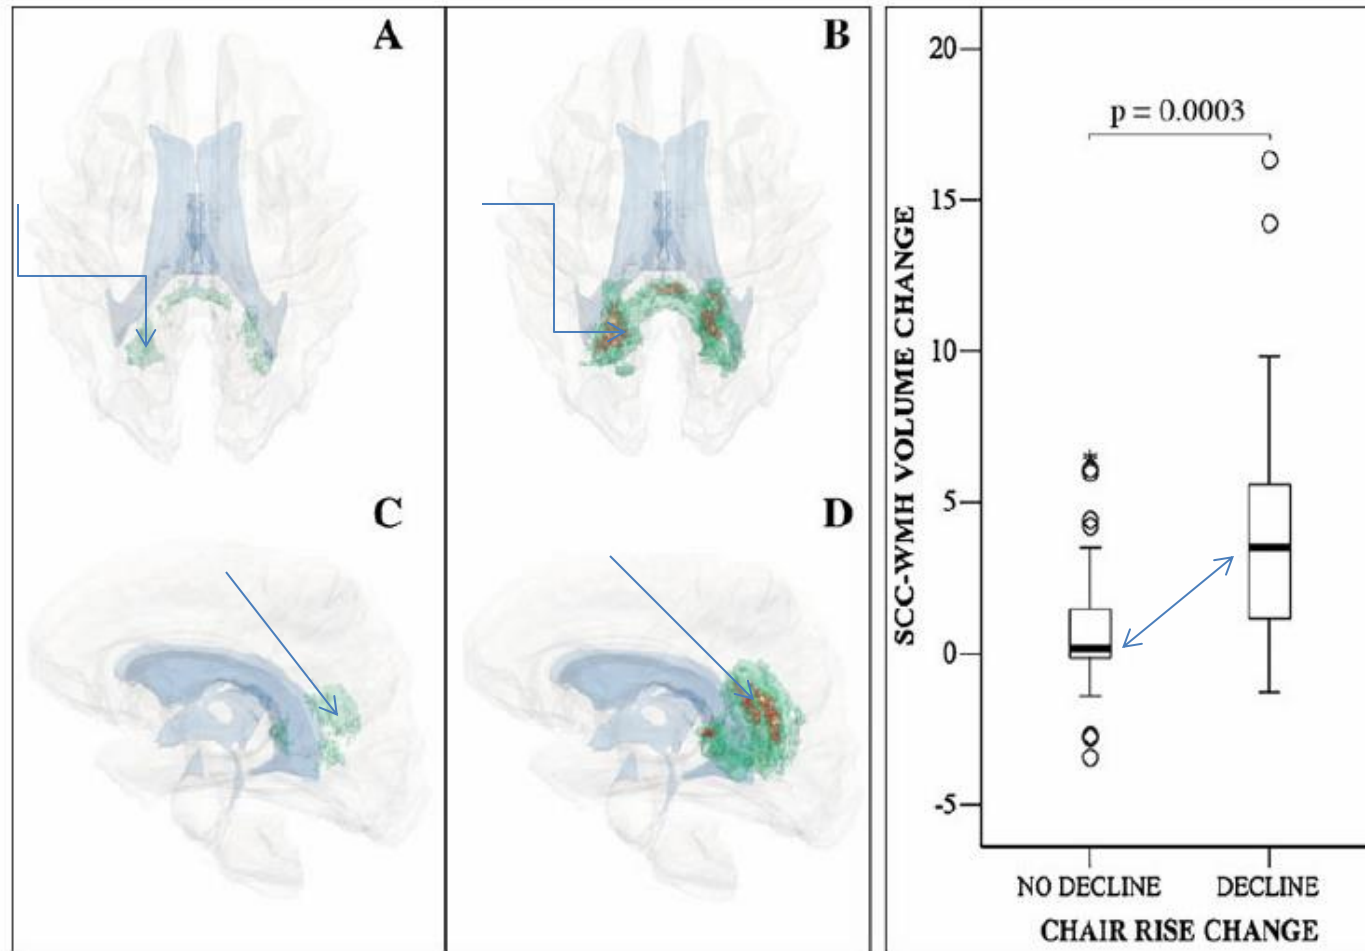 A
B
C
D
20
15
10
5
0
-5
p = 0.0003
SCC-WMH VOLUME CHANGE
NO DECLINE
DECLINE
CHAIR RISE CHANGE